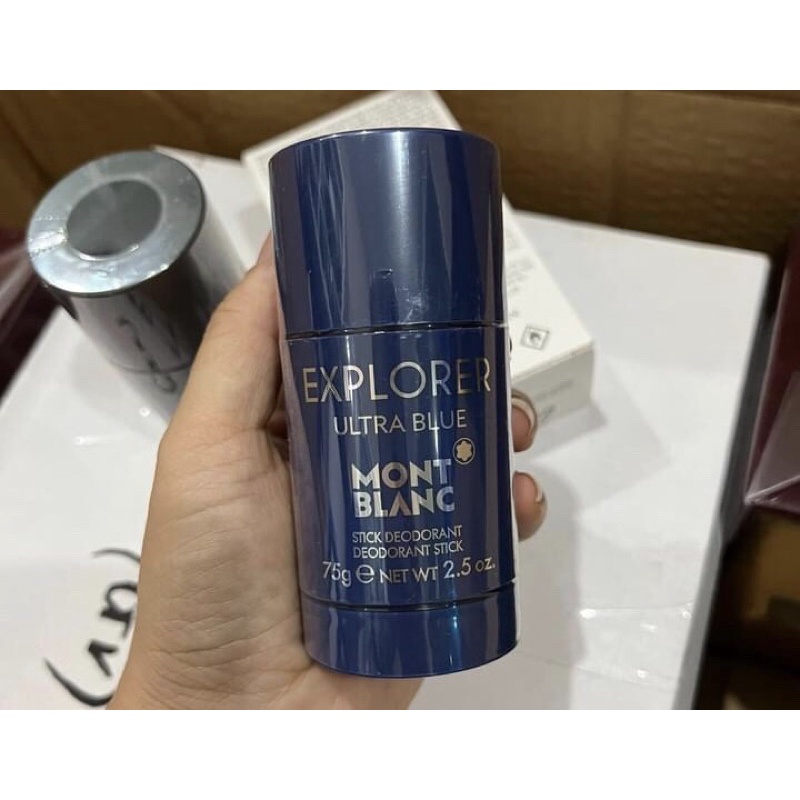 EXPLORER
ULTRA BLUE
MONT
BLANC
STICK DEODORANT
DEODORANT STICK
75g ℮ NET WT 2.5 oz.